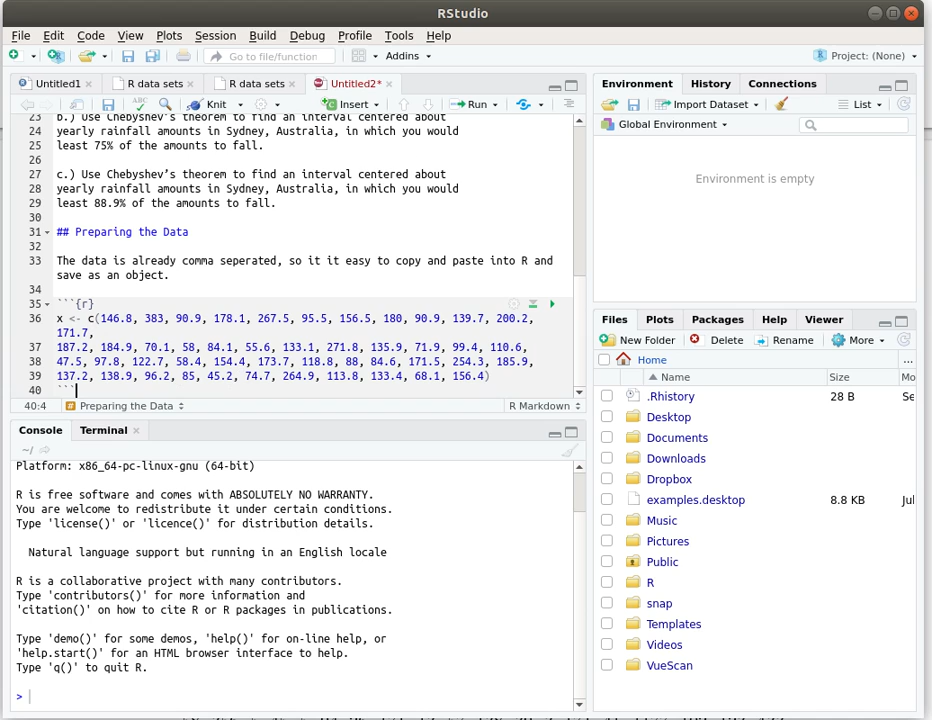 RStudio
File Edit Code View Plots Session Build Debug Profile Tools Help
Go to file/function Addins Project: (None)
Untitled1 R data sets R data sets Untitled2*
ABC Knit Insert Run
23 b.) Use Chebyshev's theorem to find an interval centered about
24 yearly rainfall amounts in Sydney, Australia, in which you would
25 least 75% of the amounts to fall.
26
27 c.) Use Chebyshev's theorem to find an interval centered about
28 yearly rainfall amounts in Sydney, Australia, in which you would
29 least 88.9% of the amounts to fall.
30
31 ## Preparing the Data
32
33 The data is already comma seperated, so it it easy to copy and paste into R and
save as an object.
34
35 ```{r}
36 x <- c(146.8, 383, 90.9, 178.1, 267.5, 95.5, 156.5, 180, 90.9, 139.7, 200.2,
171.7,
37 187.2, 184.9, 70.1, 58, 84.1, 55.6, 133.1, 271.8, 135.9, 71.9, 99.4, 110.6,
38 47.5, 97.8, 122.7, 58.4, 154.4, 173.7, 118.8, 88, 84.6, 171.5, 254.3, 185.9,
39 137.2, 138.9, 96.2, 85, 45.2, 74.7, 264.9, 113.8, 133.4, 68.1, 156.4)
40 ```
40:4 Preparing the Data R Markdown
Console Terminal
~/
Platform: x86_64-pc-linux-gnu (64-bit)
R is free software and comes with ABSOLUTELY NO WARRANTY.
You are welcome to redistribute it under certain conditions.
Type 'license()' or 'licence()' for distribution details.
Natural language support but running in an English locale
R is a collaborative project with many contributors.
Type 'contributors()' for more information and
'citation()' on how to cite R or R packages in publications.
Type 'demo()' for some demos, 'help()' for on-line help, or
'help.start()' for an HTML browser interface to help.
Type 'q()' to quit R.
>
Environment History Connections
Import Dataset List
Global Environment
Environment is empty
Files Plots Packages Help Viewer
New Folder Delete Rename More
Home ...
Name Size Mo
.Rhistory 28 B Se
Desktop
Documents
Downloads
Dropbox
examples.desktop 8.8 KB Jul
Music
Pictures
Public
R
snap
Templates
Videos
VueScan